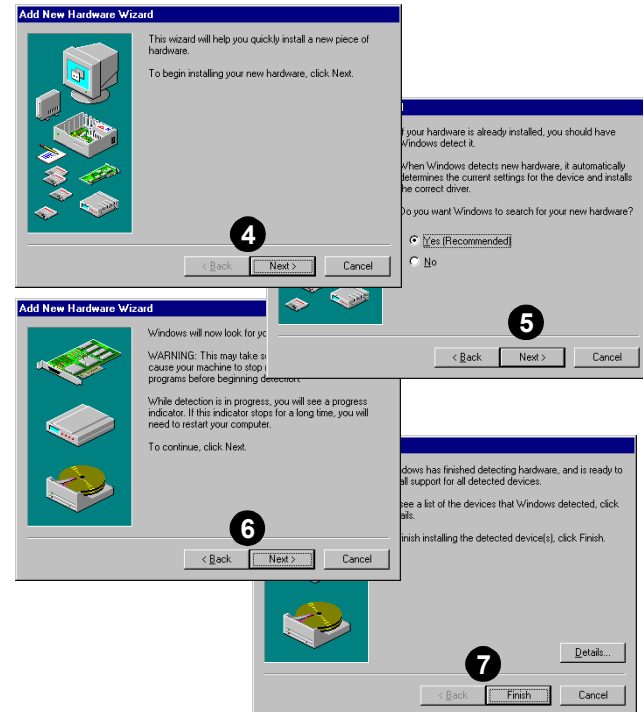 Add New Hardware Wizard
This wizard will help you quickly install a new piece of
hardware.
To begin installing your new hardware, click Next.
4
< Back
Next >
Cancel
f your hardware is already installed, you should have
Windows detect it.
When Windows detects new hardware, it automatically
determines the current settings for the device and installs
he correct driver.
Do you want Windows to search for your new hardware?
Yes (Recommended)
No
5
< Back
Next >
Cancel
Add New Hardware Wizard
Windows will now look for
WARNING: This may take
cause your machine to stop
programs before beginning detection.
While detection is in progress, you will see a progress
indicator. If this indicator stops for a long time, you will
need to restart your computer.
To continue, click Next.
6
< Back
Next >
Cancel
dows has finished detecting hardware, and is ready to
all support for all detected devices.
see a list of the devices that Windows detected, click
ails.
inish installing the detected device(s), click Finish.
Details...
7
< Back
Finish
Cancel